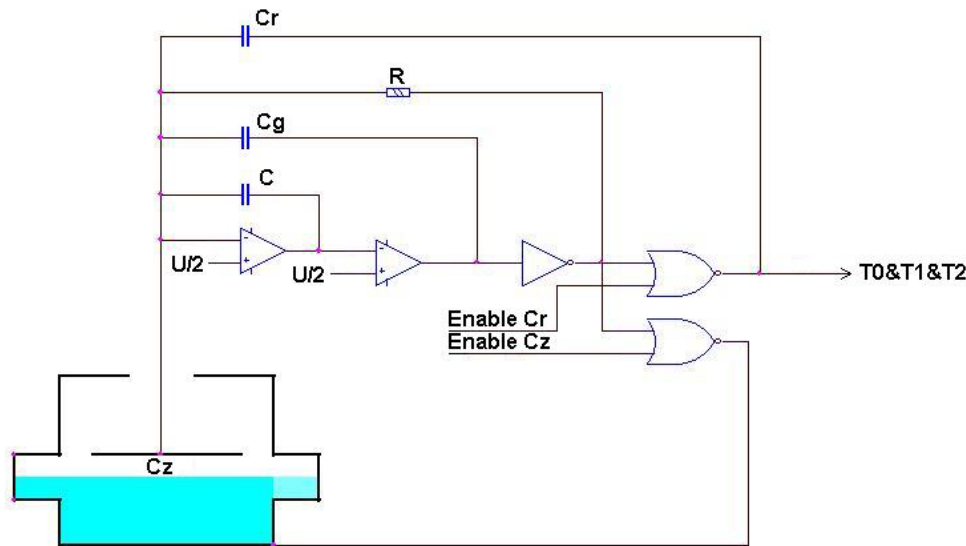 Cr
R
Cg
C
U/2
U/2
T0&T1&T2
Enable Cr
Enable Cz
Cz